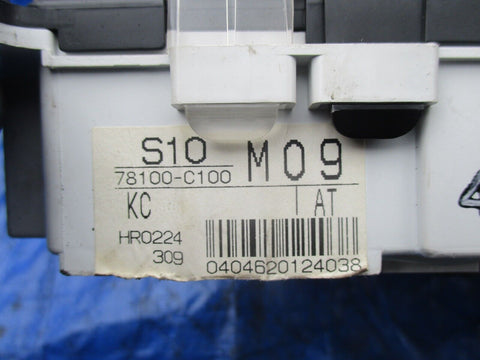 S10 M09
78100-C100
KC AT
HR0224
309
0404620124038